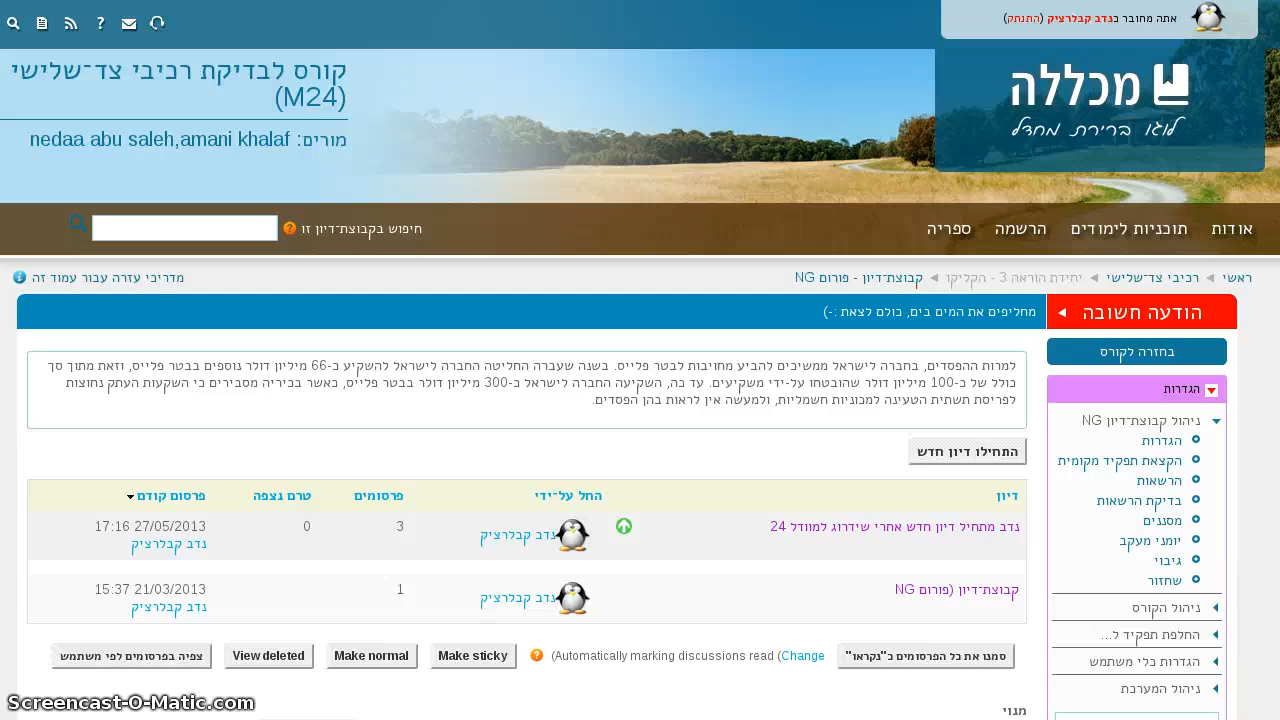 אתה מחובר כנדב קבלרציק (התנתק)
קורס לבדיקת רכיבי צד־שלישי
(M24)
מורים: nedaa abu saleh,amani khalaf
מכללה
לוגו ברירת מחדל
אודות תוכניות לימודים הרשמה ספריה
חיפוש בקבוצת־דיון זו
ראשי רכיבי צד־שלישי יחידת הוראה 3 - הקליקו קבוצת־דיון - פורום NG
מדריכי עזרה עבור עמוד זה
הודעה חשובה
מחליפים את המים בים, כולם לצאת :-)
בחזרה לקורס
הגדרות
ניהול קבוצת־דיון NG
הגדרות
הקצאת תפקיד מקומית
הרשאות
בדיקת הרשאות
מסננים
יומני מעקב
גיבוי
שחזור
ניהול הקורס
החלפת תפקיד ל...
הגדרות כלי משתמש
ניהול המערכת
למרות ההפסדים, בחברה לישראל ממשיכים להביע מחויבות לבטר פלייס. בשנה שעברה החליטה החברה לישראל להשקיע כ-66 מיליון דולר נוספים בבטר פלייס, וזאת מתוך סך
כולל של כ-100 מיליון דולר שהובטחו על-ידי משקיעים. עד כה, השקיעה החברה לישראל כ-300 מיליון דולר בבטר פלייס, כאשר בכיריה מסבירים כי השקעות העתק נחוצות
לפריסת תשתית הטעינה למכוניות חשמליות, ולמעשה אין לראות בהן הפסדים.
התחילו דיון חדש
דיון החל על־ידי פרסומים טרם נצפה פרסום קודם
נדב מתחיל דיון חדש אחרי שידרוג למוודל 24 נדב קבלרציק 3 0 27/05/2013 17:16
נדב קבלרציק
קבוצת־דיון (פורום NG נדב קבלרציק 1 21/03/2013 15:37
נדב קבלרציק
סמנו את כל הפרסומים כ"נקראו" (Automatically marking discussions read (Change Make sticky Make normal View deleted צפיה בפרסומים לפי משתמש
מנוי
Screencast-O-Matic.com